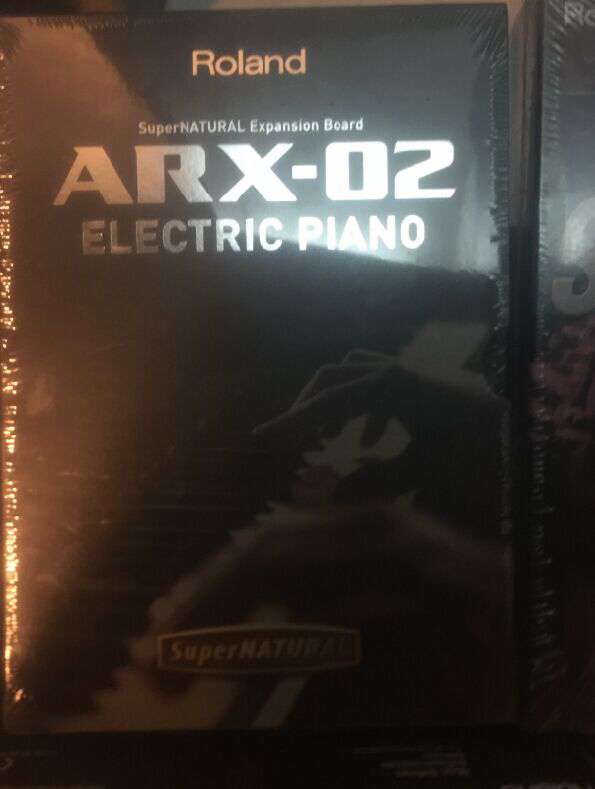 Roland
SuperNATURAL Expansion Board
ARX-02
ELECTRIC PIANO
SuperNATURAL